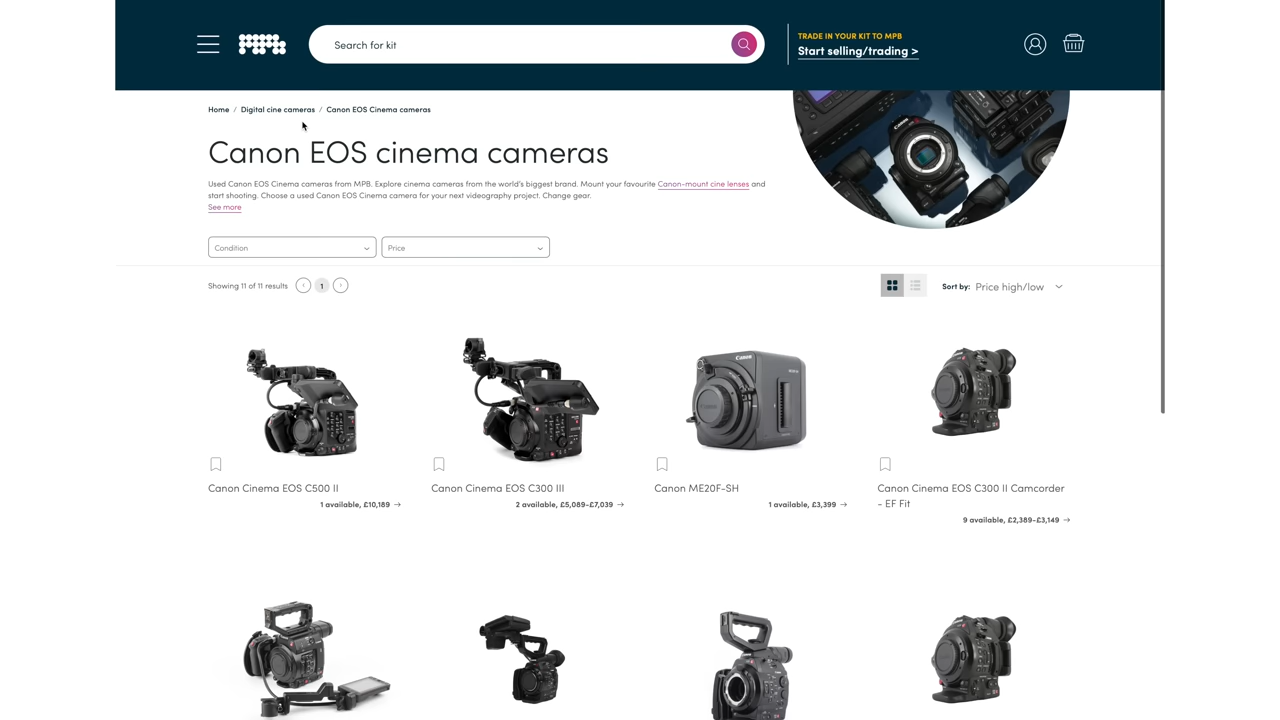 Search for kit
TRADE IN YOUR KIT TO MPB
Start selling/trading >
Home / Digital cine cameras / Canon EOS Cinema cameras
Canon EOS cinema cameras
Used Canon EOS Cinema cameras from MPB. Explore cinema cameras from the world's biggest brand. Mount your favourite Canon-mount cine lenses and
start shooting. Choose a used Canon EOS Cinema camera for your next videography project. Change gear.
See more
Condition
Price
Showing 11 of 11 results
1
Sort by: Price high/low
Canon Cinema EOS C500 II
1 available, £10,189 →
Canon Cinema EOS C300 III
2 available, £5,089-£7,039 →
Canon ME20F-SH
1 available, £3,399 →
Canon Cinema EOS C300 II Camcorder
- EF Fit
9 available, £2,389-£3,149 →